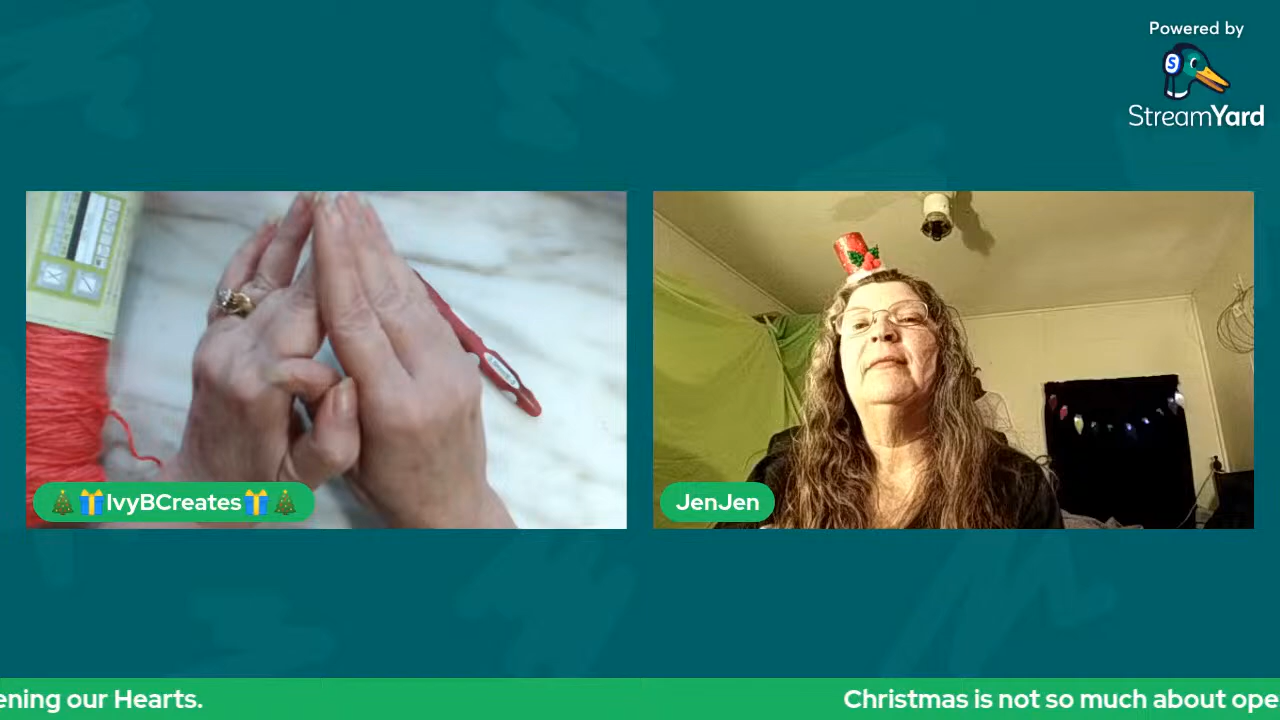 Powered by
S
StreamYard
🎄🎁IvyBCreates🎁🎄
JenJen
ening our Hearts.
Christmas is not so much about ope